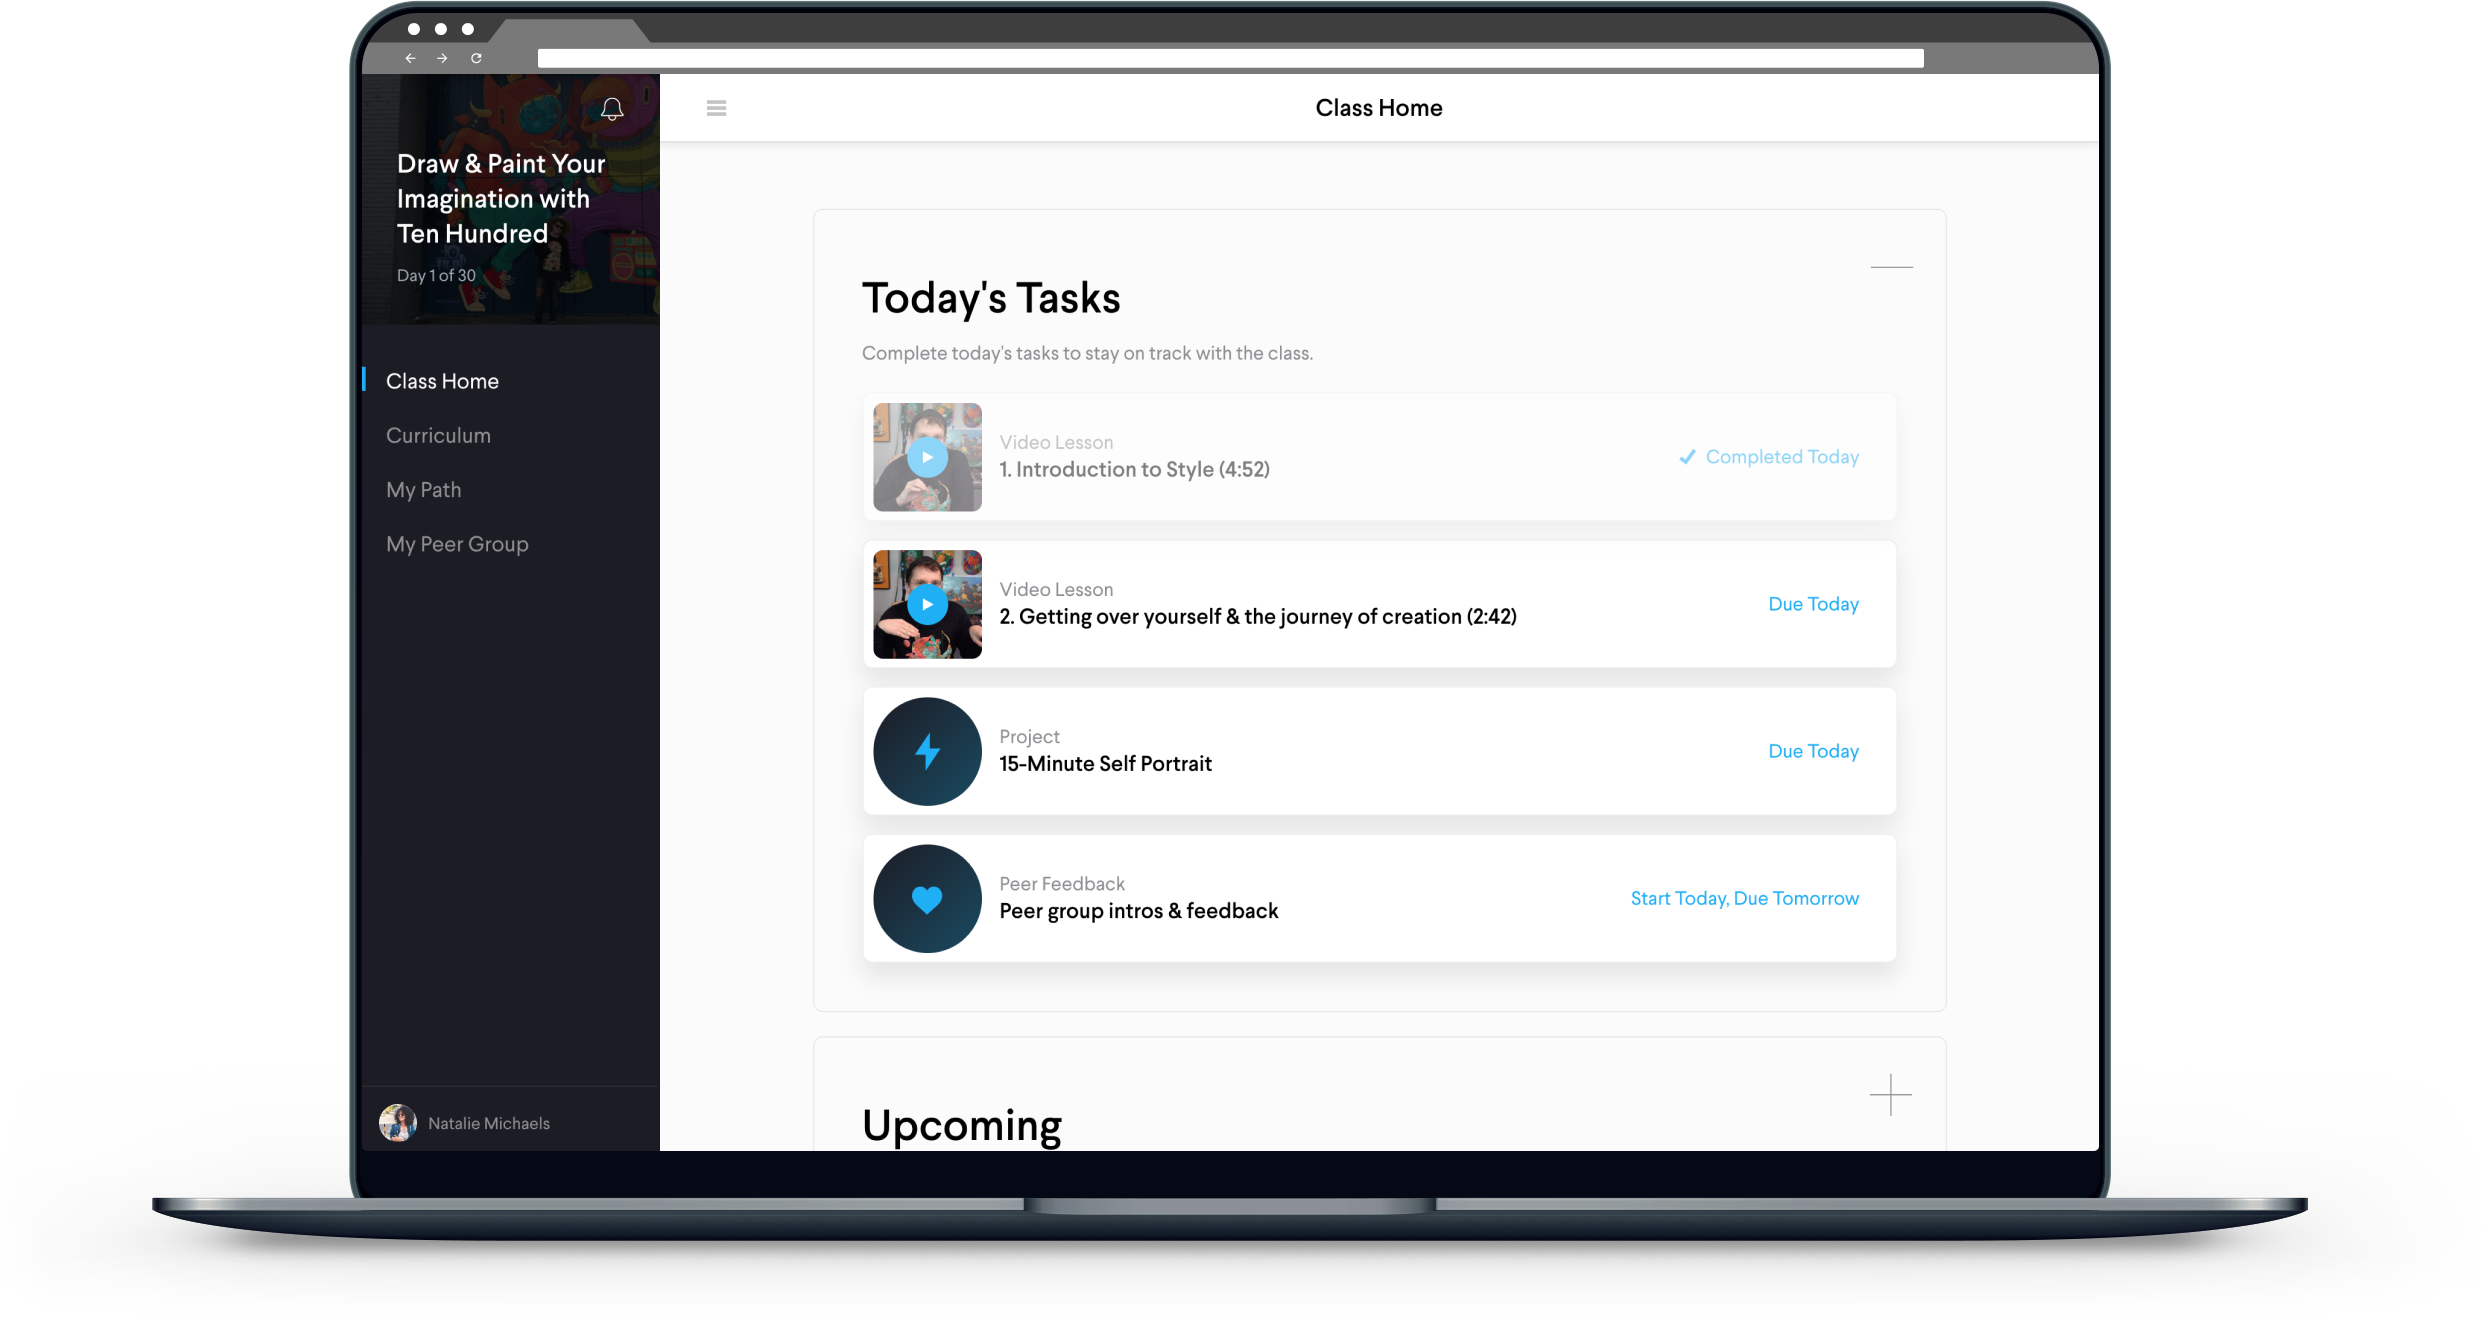 Class Home
Draw & Paint Your
Imagination with
Ten Hundred
Day 1 of 30
Class Home
Curriculum
My Path
My Peer Group
Natalie Michaels
Today's Tasks
Complete today's tasks to stay on track with the class.
Video Lesson
1. Introduction to Style (4:52)
Completed Today
Video Lesson
2. Getting over yourself & the journey of creation (2:42)
Due Today
Project
15-Minute Self Portrait
Due Today
Peer Feedback
Peer group intros & feedback
Start Today, Due Tomorrow
Upcoming